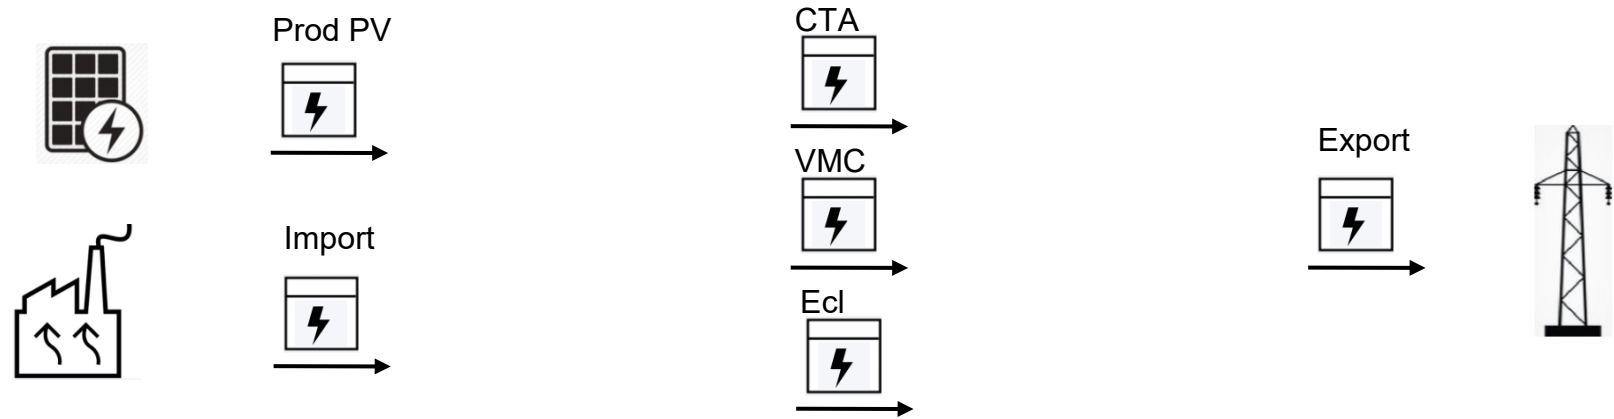 Prod PV
Import
CTA
VMC
Ecl
Export